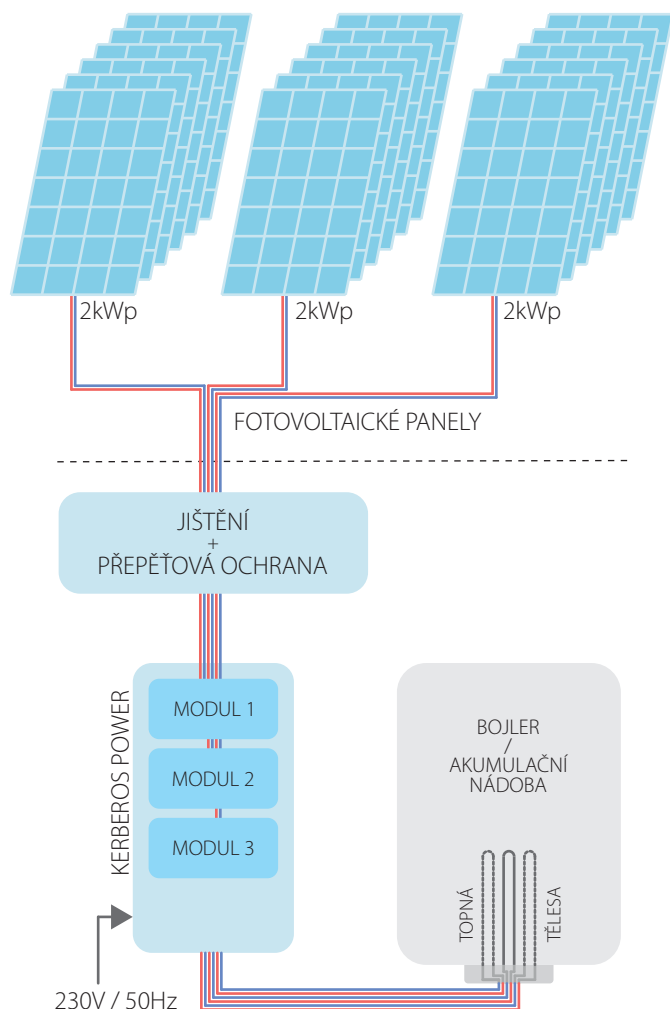 2kWp
2kWp
2kWp
FOTOVOLTAICKÉ PANELY
JIŠTĚNÍ
+
PŘEPĚŤOVÁ OCHRANA
KERBEROS POWER
MODUL 1
MODUL 2
MODUL 3
230V / 50Hz
BOJLER
/
AKUMULAČNÍ
NÁDOBA
TOPNÁ
TĚLESA